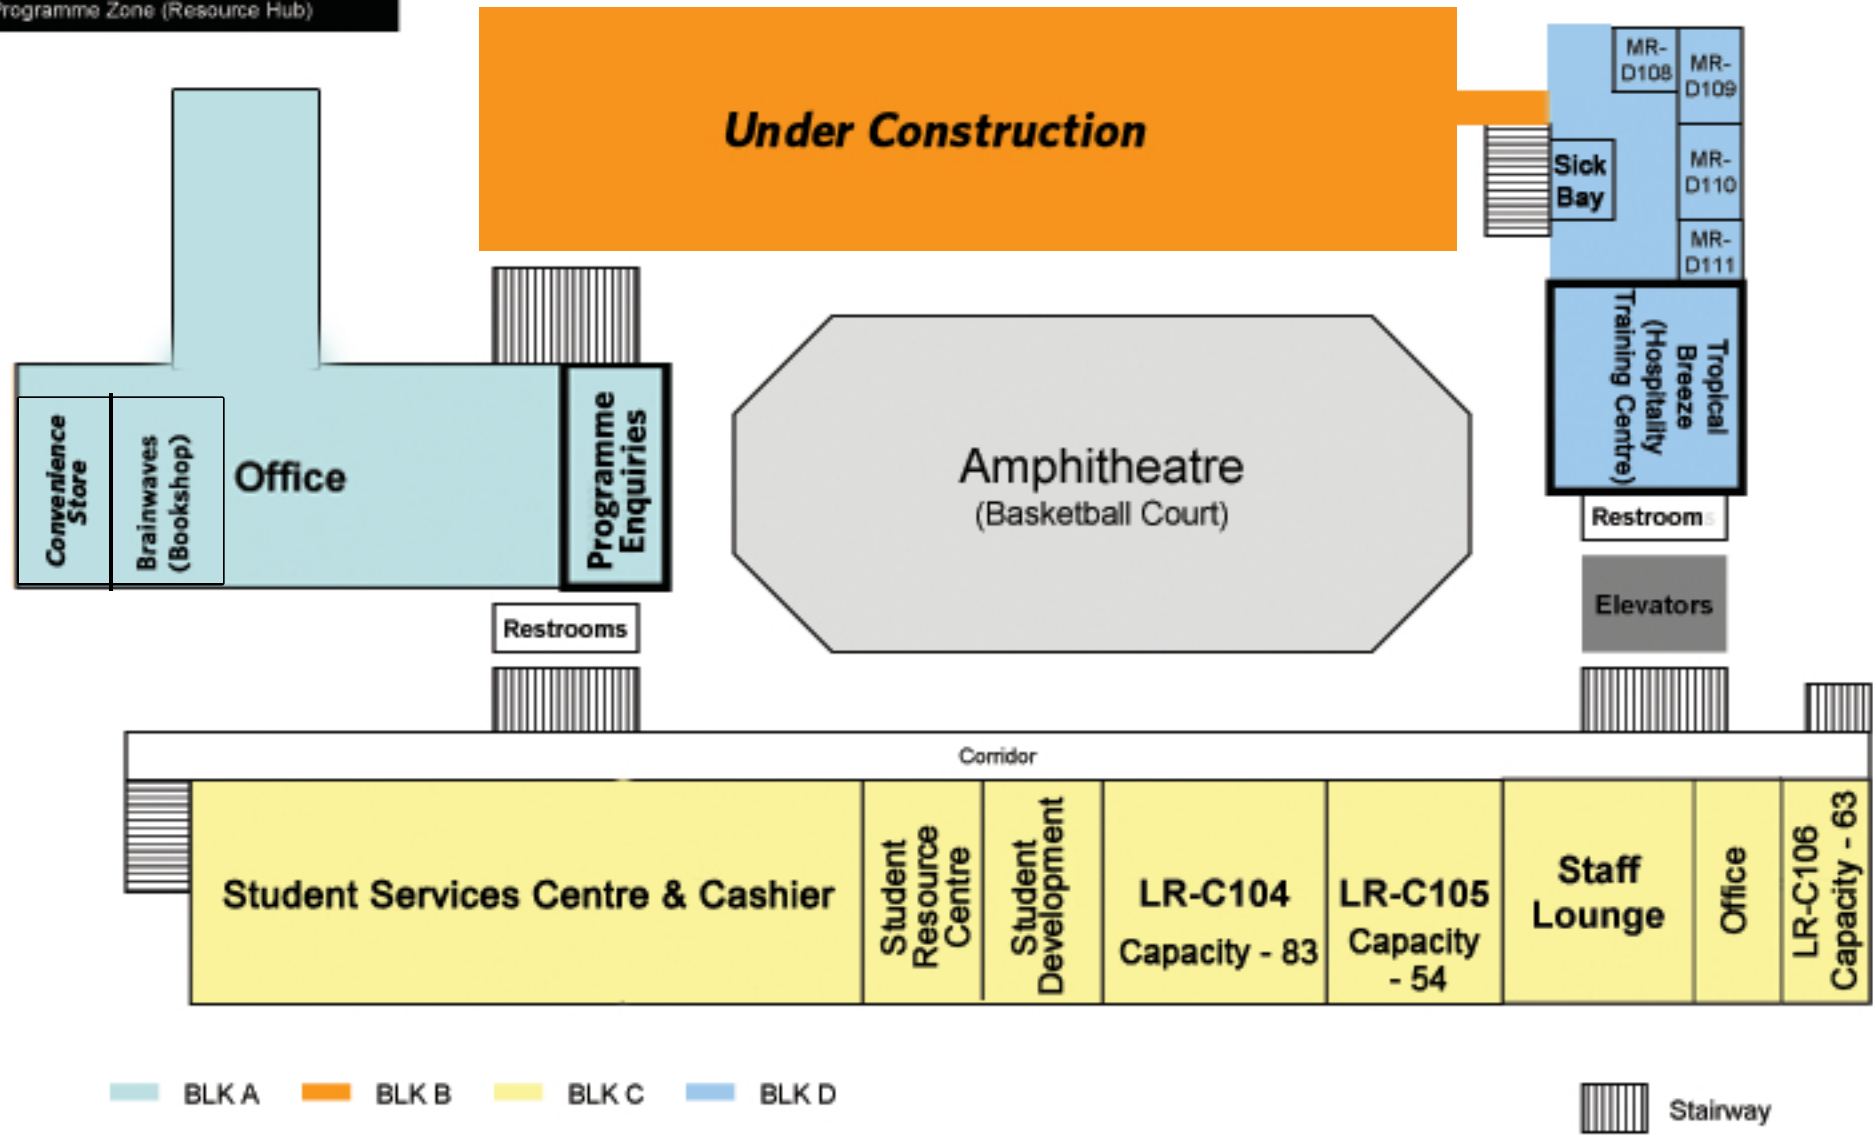 Programme Zone (Resource Hub)
Under Construction
MR-
D108
MR-
D109
Sick
Bay
MR-
D110
MR-
D111
Tropical
Breeze
(Hospitality
Training Centre)
Convenience
Store
Brainwaves
(Bookshop)
Office
Programme
Enquiries
Amphitheatre
(Basketball Court)
Restrooms
Elevators
Restrooms
Corridor
Student Services Centre & Cashier
Student
Resource
Centre
Student
Development
LR-C104
Capacity - 83
LR-C105
Capacity
- 54
Staff
Lounge
Office
LR-C106
Capacity - 63
BLK A
BLK B
BLK C
BLK D
Stairway